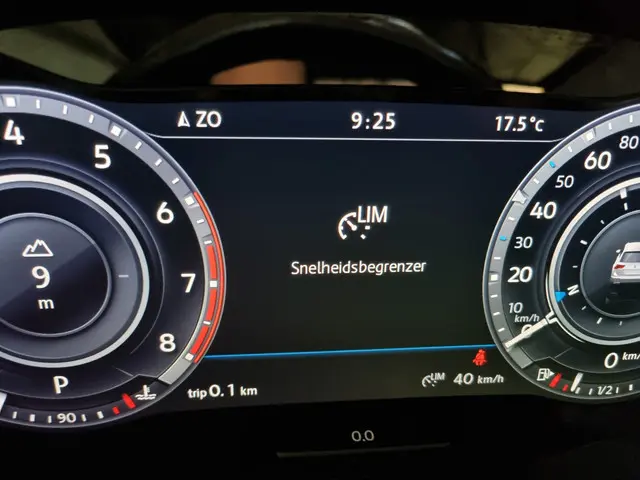 ZO 9:25 17.5°C
LIM
Snelheidsbegrenzer
4
5
6
7
8
9
m
P
90
80
60
50
40
30
20
10
km/h
N
0 km/
1/2
trip 0.1 km
LIM 40 km/h
0.0